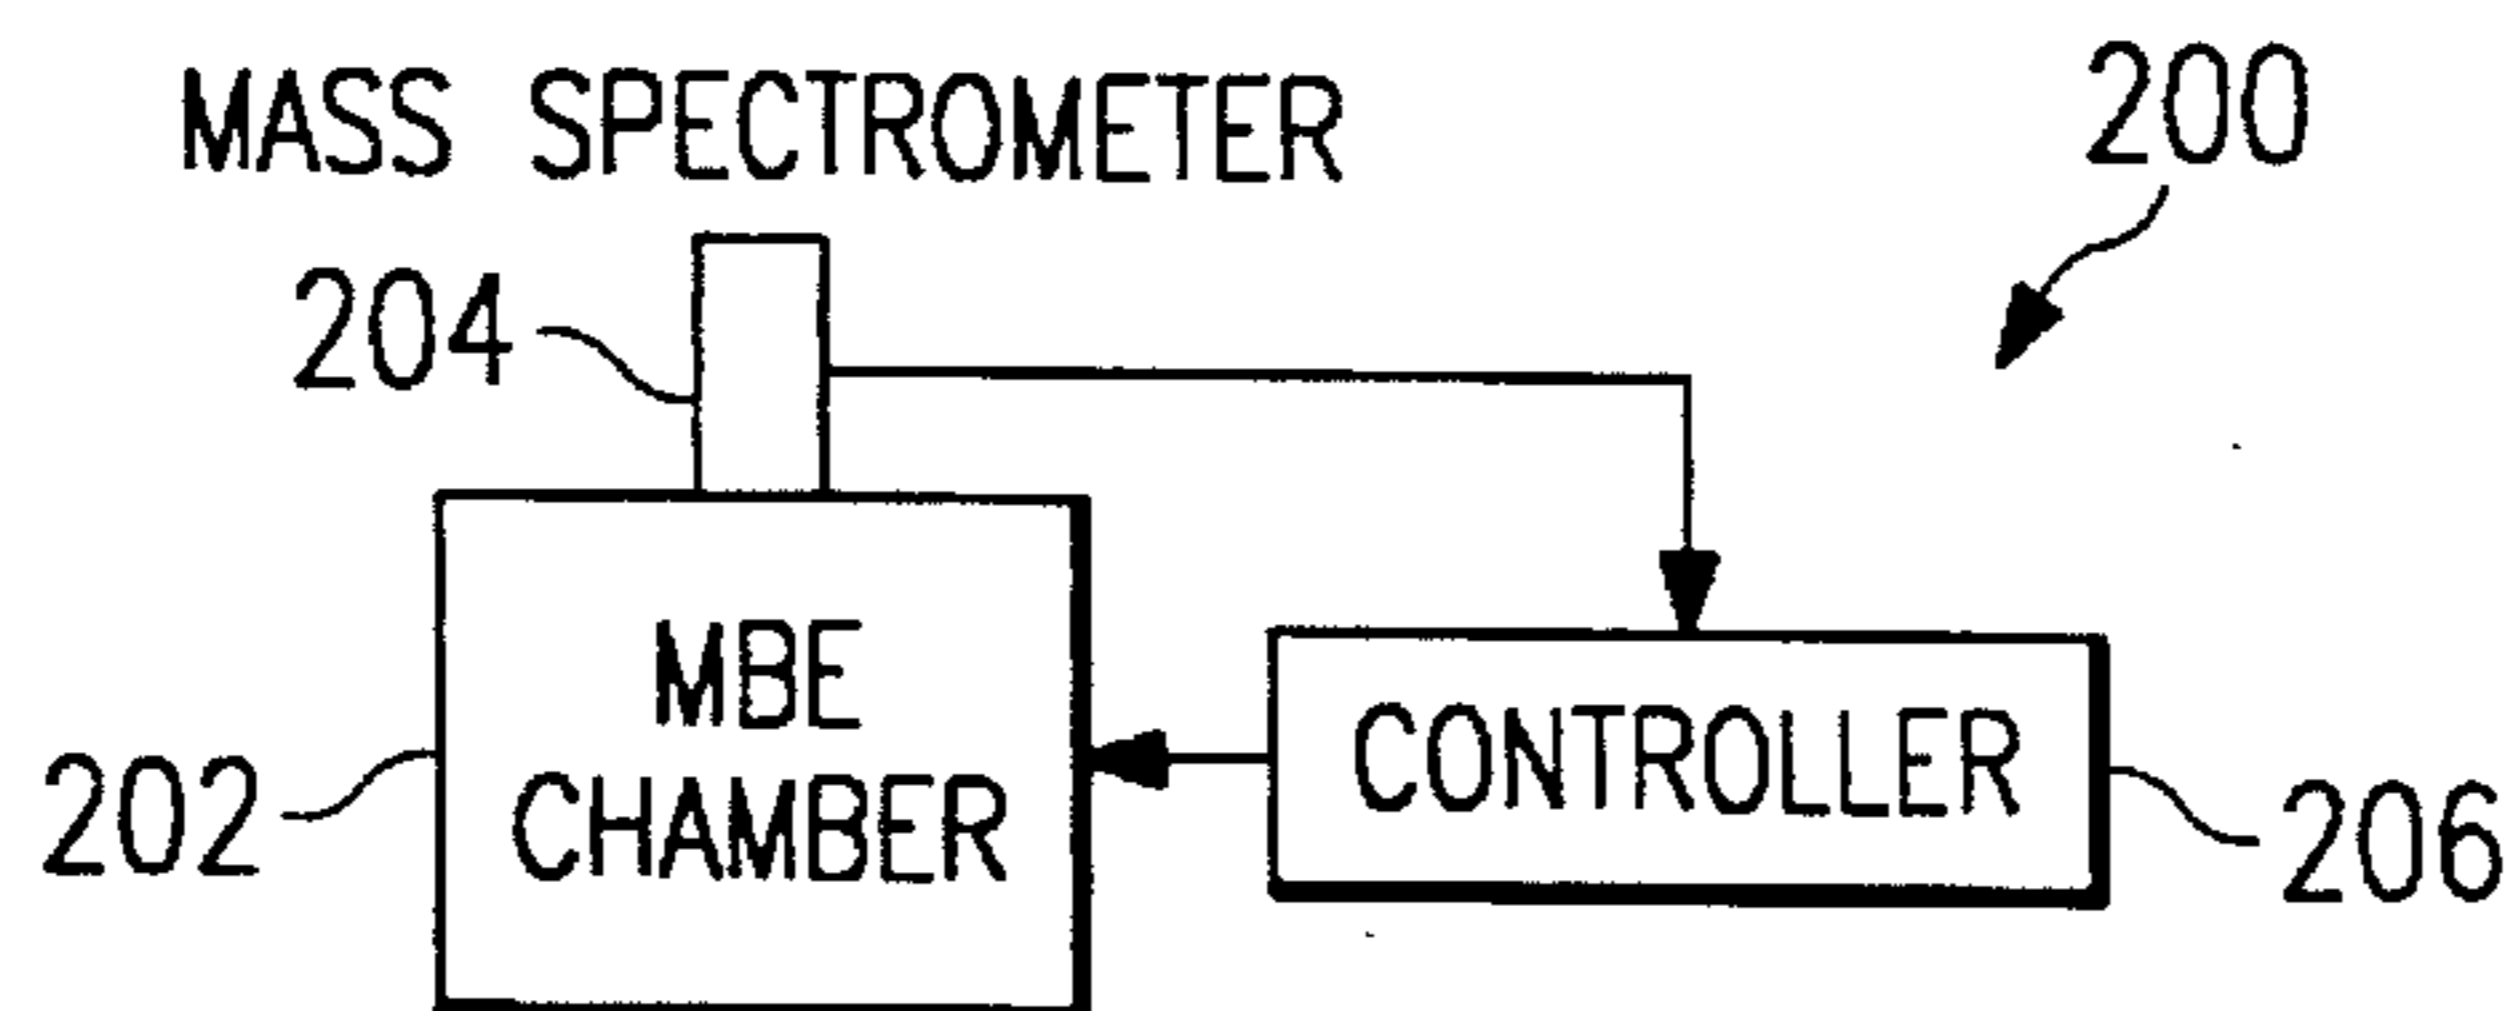 MASS SPECTROMETER
200
204
MBE
CHAMBER
CONTROLLER
202
206